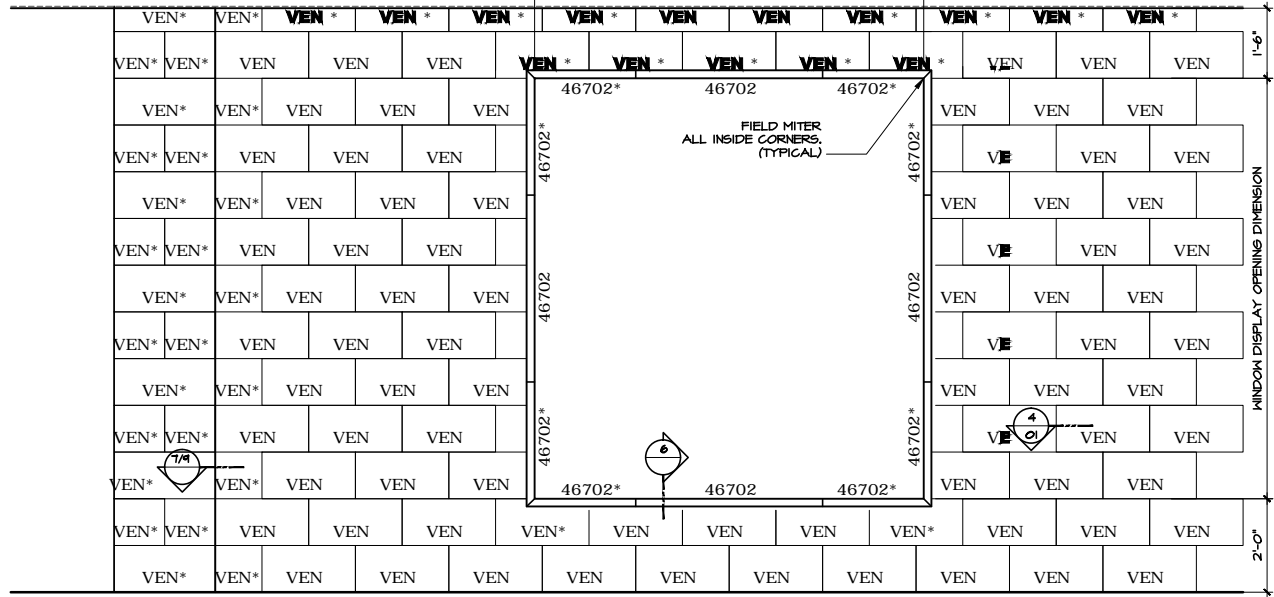 VEN* VEN* VEN * VEN * VEN * VEN * VEN VEN VEN * VEN * VEN * VEN *
VEN* VEN* VEN VEN VEN VEN * VEN * VEN * VEN * VEN * VEN VEN VEN
1'-6"
46702* 46702 46702*
VEN* VEN* VEN VEN VEN VEN VEN VEN
FIELD MITER
ALL INSIDE CORNERS.
(TYPICAL)
VEN* VEN* VEN VEN VEN 46702* 46702* VE VEN VEN
VEN* VEN* VEN VEN VEN VEN VEN VEN
VEN* VEN* VEN VEN VEN VE VEN VEN
WINDOW DISPLAY OPENING DIMENSION
VEN* VEN* VEN VEN VEN 46702 46702 VEN VEN VEN
VEN* VEN* VEN VEN VEN VE VEN VEN
VEN* VEN* VEN VEN VEN VEN VEN VEN
4
01
VEN* VEN* VEN VEN VEN 46702* 46702* VE VEN VEN
7/9
6
VEN* VEN* VEN VEN VEN 46702* 46702 46702* VEN VEN VEN
VEN* VEN* VEN VEN VEN VEN* VEN VEN VEN VEN* VEN VEN VEN
2'-0"
VEN* VEN* VEN VEN VEN VEN VEN VEN VEN VEN VEN VEN